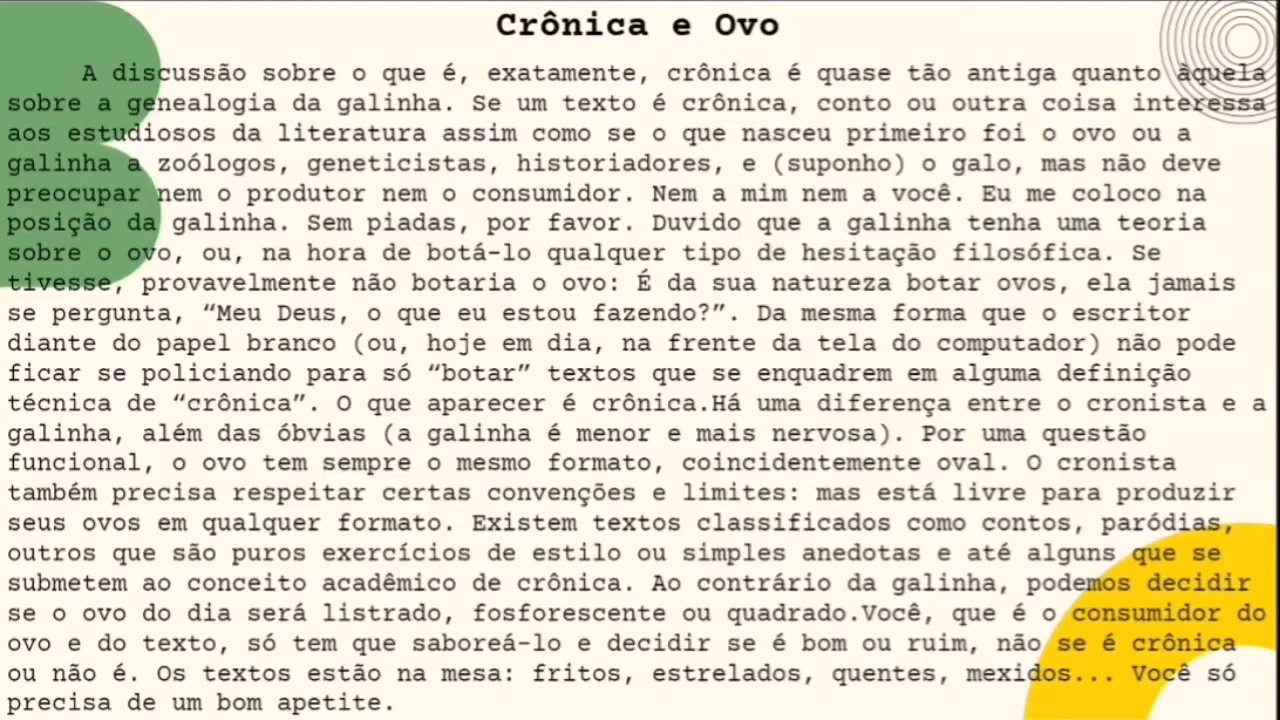 Crônica e Ovo
A discussão sobre o que é, exatamente, crônica é quase tão antiga quanto àquela
sobre a genealogia da galinha. Se um texto é crônica, conto ou outra coisa interessa
aos estudiosos da literatura assim como se o que nasceu primeiro foi o ovo ou a
galinha a zoólogos, geneticistas, historiadores, e (suponho) o galo, mas não deve
preocupar nem o produtor nem o consumidor. Nem a mim nem a você. Eu me coloco na
posição da galinha. Sem piadas, por favor. Duvido que a galinha tenha uma teoria
sobre o ovo, ou, na hora de botá-lo qualquer tipo de hesitação filosófica. Se
tivesse, provavelmente não botaria o ovo: É da sua natureza botar ovos, ela jamais
se pergunta, “Meu Deus, o que eu estou fazendo?”. Da mesma forma que o escritor
diante do papel branco (ou, hoje em dia, na frente da tela do computador) não pode
ficar se policiando para só “botar” textos que se enquadrem em alguma definição
técnica de “crônica”. O que aparecer é crônica.Há uma diferença entre o cronista e a
galinha, além das óbvias (a galinha é menor e mais nervosa). Por uma questão
funcional, o ovo tem sempre o mesmo formato, coincidentemente oval. O cronista
também precisa respeitar certas convenções e limites: mas está livre para produzir
seus ovos em qualquer formato. Existem textos classificados como contos, paródias,
outros que são puros exercícios de estilo ou simples anedotas e até alguns que se
submetem ao conceito acadêmico de crônica. Ao contrário da galinha, podemos decidir
se o ovo do dia será listrado, fosforescente ou quadrado.Você, que é o consumidor do
ovo e do texto, só tem que saboreá-lo e decidir se é bom ou ruim, não se é crônica
ou não é. Os textos estão na mesa: fritos, estrelados, quentes, mexidos... Você só
precisa de um bom apetite.